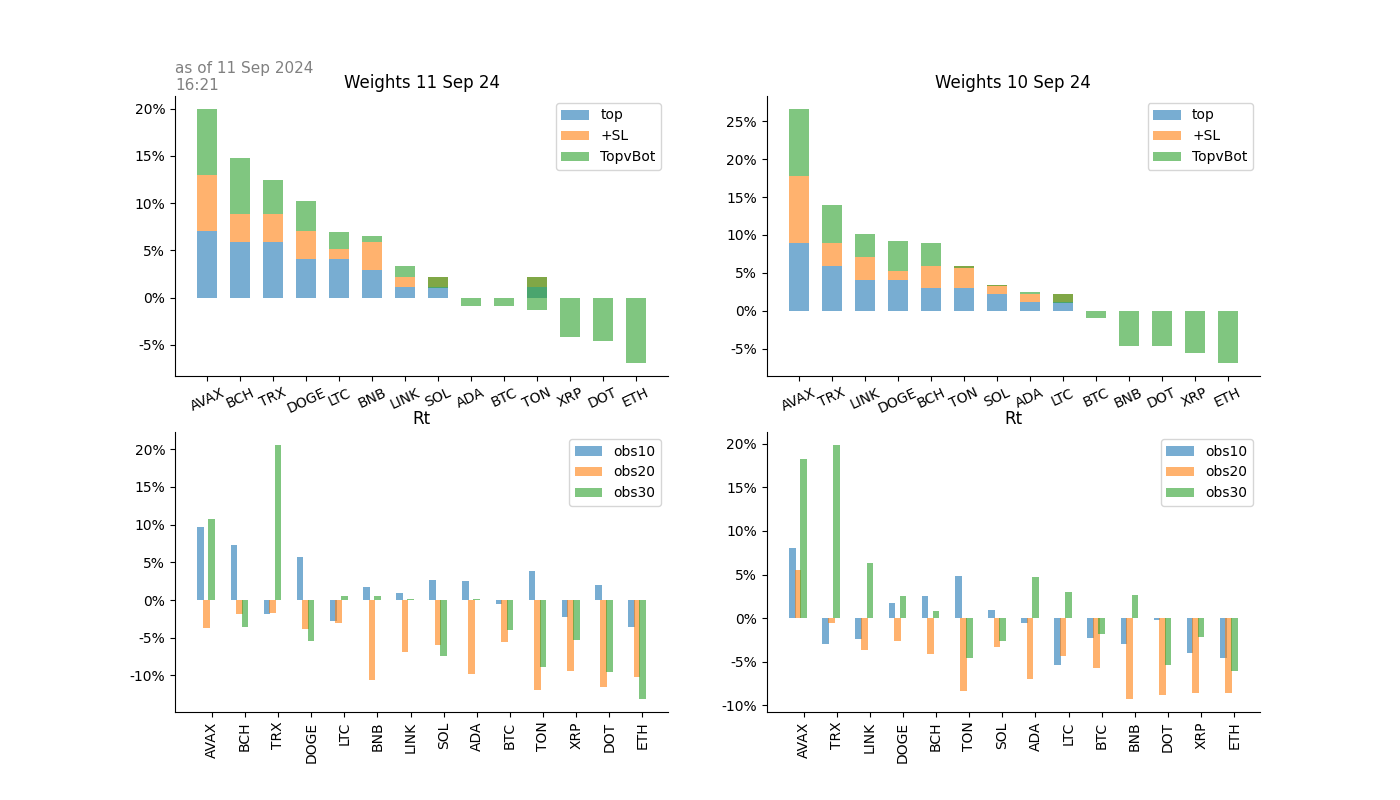 as of 11 Sep 2024
16:21
Weights 11 Sep 24
20%
15%
10%
5%
0%
-5%
top
+SL
TopvBot
AVAX BCH TRX DOGE LTC BNB LINK SOL ADA BTC TON XRP DOT ETH
Weights 10 Sep 24
25%
20%
15%
10%
5%
0%
-5%
top
+SL
TopvBot
AVAX TRX LINK DOGE BCH TON SOL ADA LTC BTC BNB DOT XRP ETH
Rt
20%
15%
10%
5%
0%
-5%
-10%
obs10
obs20
obs30
AVAX BCH TRX DOGE LTC BNB LINK SOL ADA BTC TON XRP DOT ETH
Rt
20%
15%
10%
5%
0%
-5%
-10%
obs10
obs20
obs30
AVAX TRX LINK DOGE BCH TON SOL ADA LTC BTC BNB DOT XRP ETH